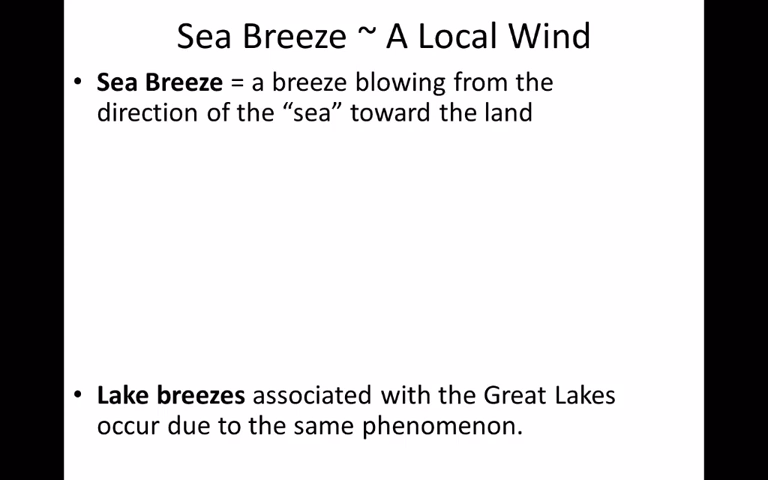 Sea Breeze ~ A Local Wind
• Sea Breeze = a breeze blowing from the
direction of the “sea” toward the land
• Lake breezes associated with the Great Lakes
occur due to the same phenomenon.